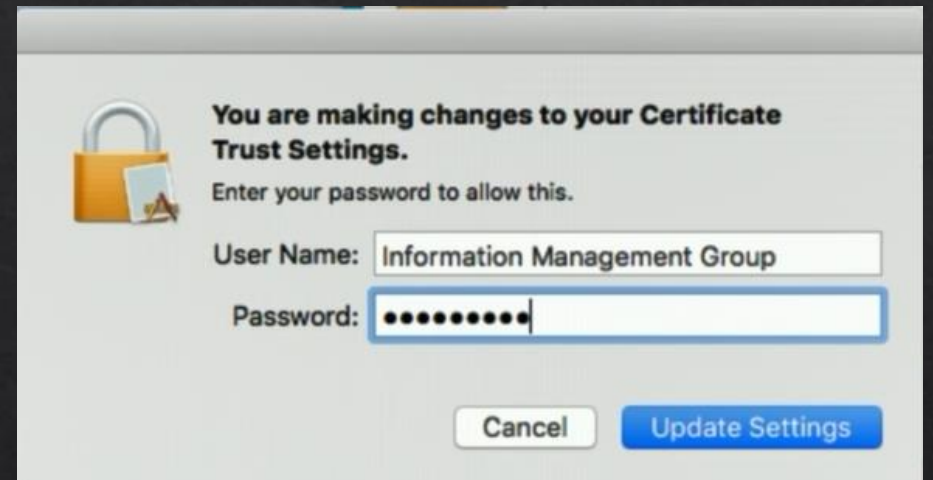 You are making changes to your Certificate
Trust Settings.
Enter your password to allow this.
User Name: Information Management Group
Password: •••••••••
Cancel Update Settings